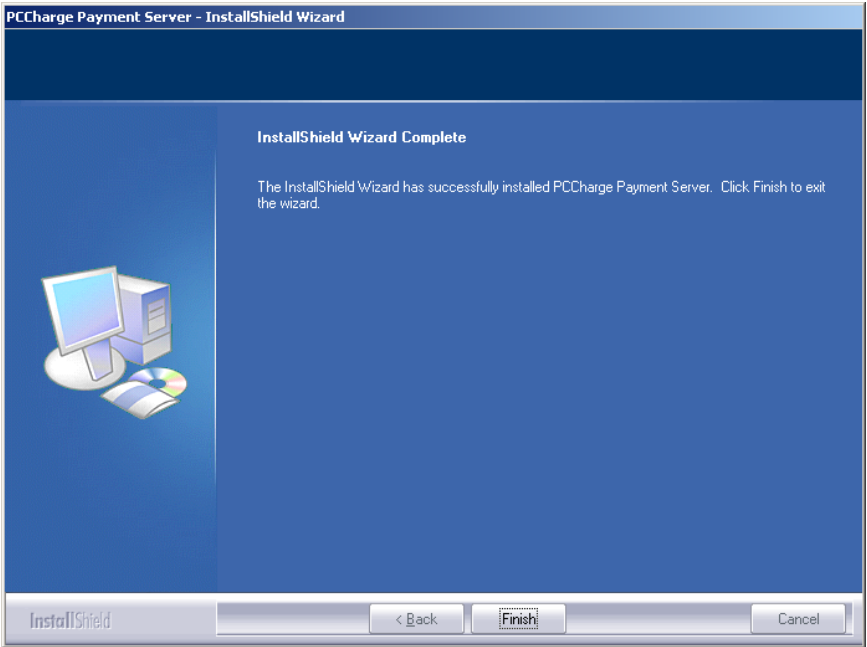 PCCharge Payment Server - InstallShield Wizard
InstallShield Wizard Complete
The InstallShield Wizard has successfully installed PCCharge Payment Server.  Click Finish to exit
the wizard.
InstallShield
< Back
Finish
Cancel